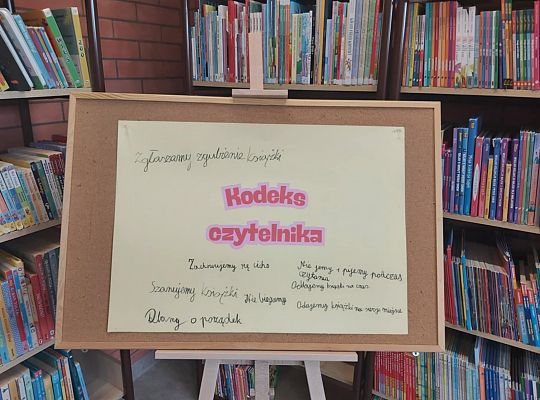 Zgłaszamy zgubienie książki
Kodeks
czytelnika
Zachowujemy się cicho
Nie jemy i pijemy podczas
czytania
Szanujemy książki
Nie biegamy
Oddajemy książki na czas
Dbamy o porządek
Odkładamy książki na swoje miejsce